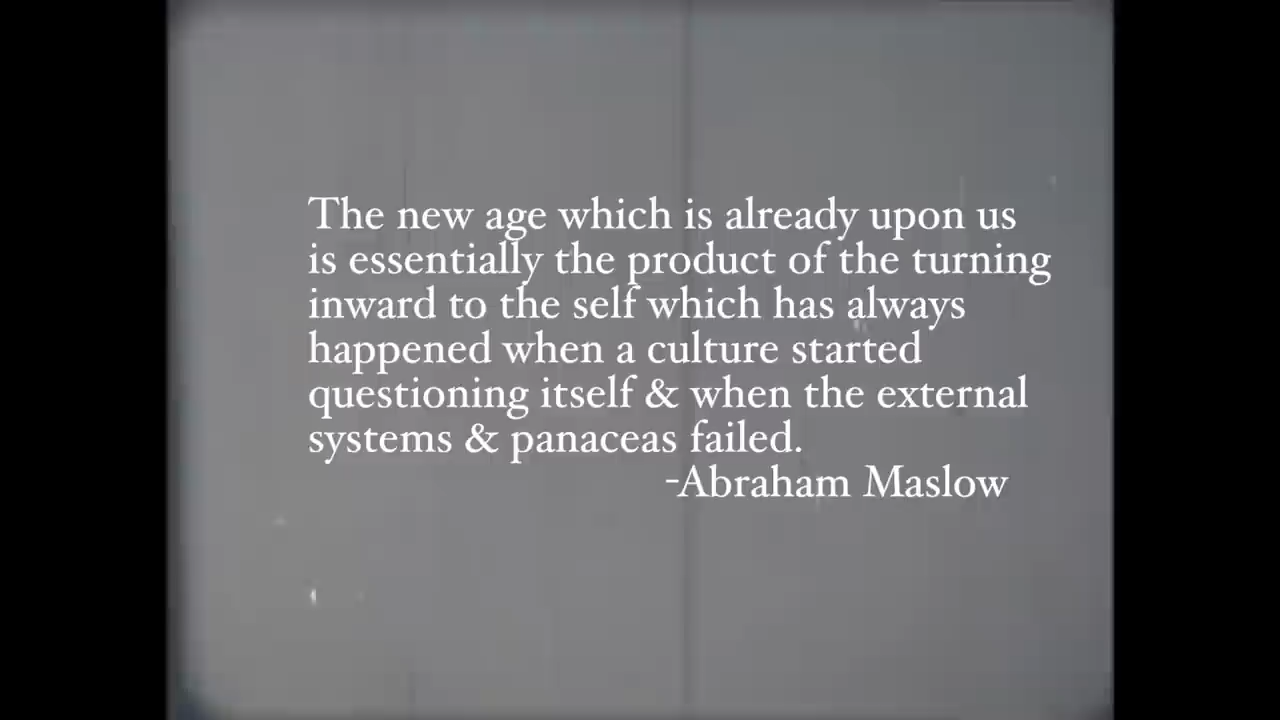 The new age which is already upon us
is essentially the product of the turning
inward to the self which has always
happened when a culture started
questioning itself & when the external
systems & panaceas failed.
-Abraham Maslow